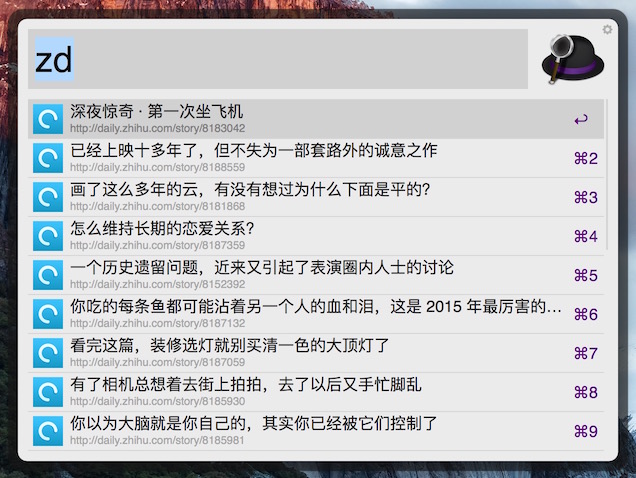 zd
深夜惊奇 · 第一次坐飞机
http://daily.zhihu.com/story/8183042
已经上映十多年了，但不失为一部套路外的诚意之作
http://daily.zhihu.com/story/8188559
⌘2
画了这么多年的云，有没有想过为什么下面是平的?
http://daily.zhihu.com/story/8181868
⌘3
怎么维持长期的恋爱关系?
http://daily.zhihu.com/story/8187359
⌘4
一个历史遗留问题，近来又引起了表演圈内人士的讨论
http://daily.zhihu.com/story/8152392
⌘5
你吃的每条鱼都可能沾着另一个人的血和泪，这是 2015 年最厉害的…
http://daily.zhihu.com/story/8187132
⌘6
看完这篇，装修选灯就别买清一色的大顶灯了
http://daily.zhihu.com/story/8187059
⌘7
有了相机总想着去街上拍拍，去了以后又手忙脚乱
http://daily.zhihu.com/story/8185930
⌘8
你以为大脑就是你自己的，其实你已经被它们控制了
http://daily.zhihu.com/story/8185981
⌘9